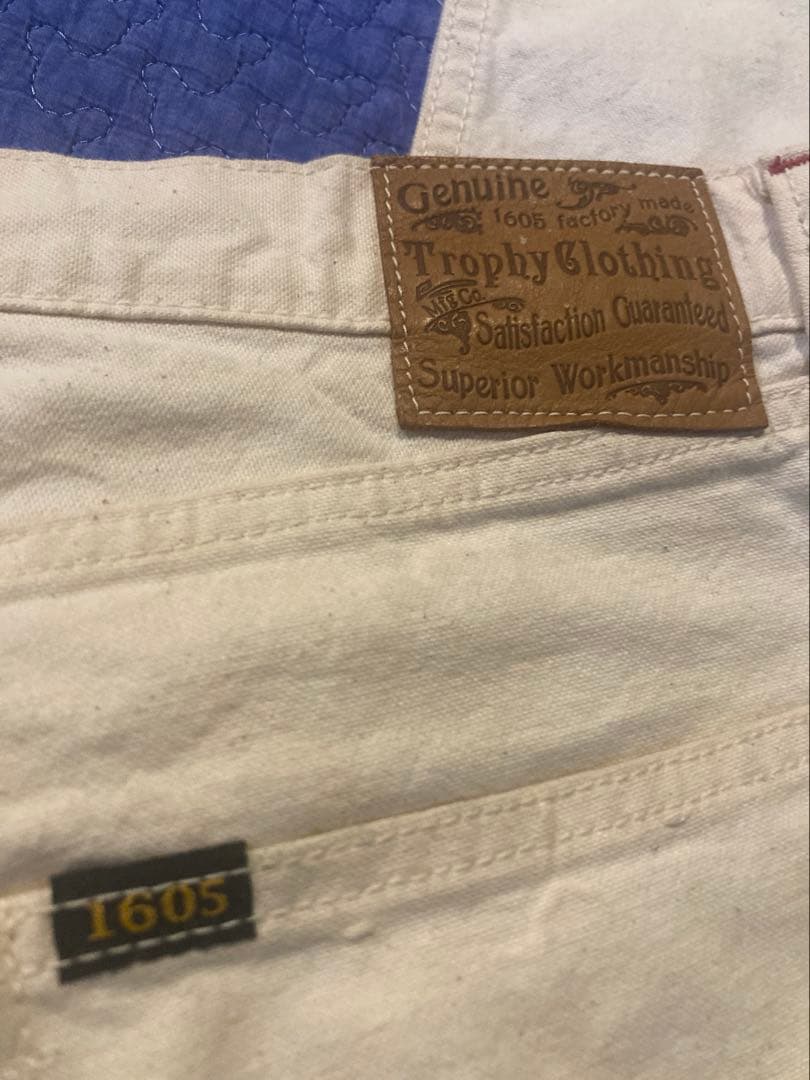 Genuine
1605 factory made
Trophy Clothing
Mfg Co.
Satisfaction Guaranteed
Superior Workmanship
1605